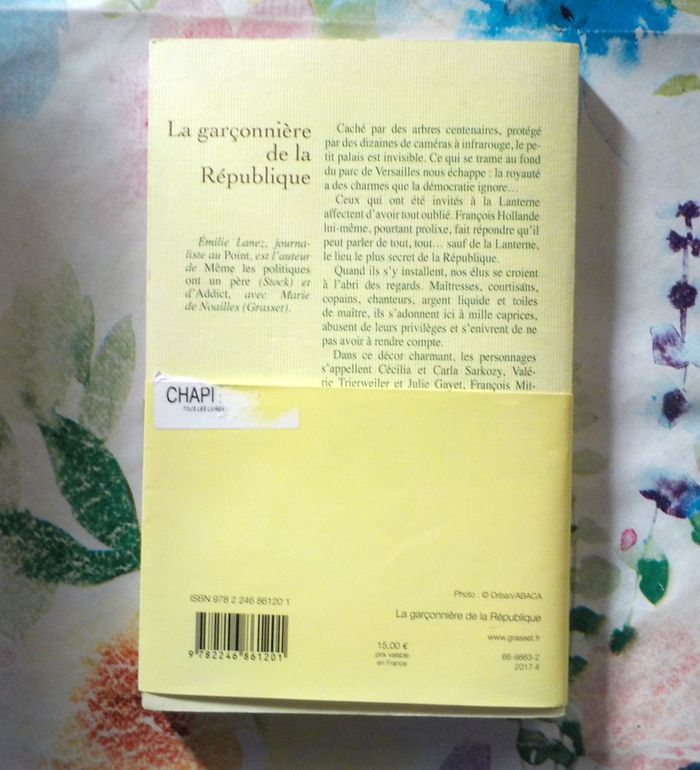 La garçonnière
de la
République
Émilie Lanez, journa-
liste au Point, est l'auteur
de Même les politiques
ont un père (Stock) et
d'Addict, avec Marie
de Noailles (Grasset).
Caché par des arbres centenaires, protégé
par des dizaines de caméras à infrarouge, le pe-
tit palais est invisible. Ce qui se trame au fond
du parc de Versailles nous échappe : la royauté
a des charmes que la démocratie ignore…
Ceux qui ont été invités à la Lanterne
affectent d'avoir tout oublié. François Hollande
lui-même, pourtant prolixe, fait répondre qu'il
peut parler de tout, tout… sauf de la Lanterne,
le lieu le plus secret de la République.
Quand ils s'y installent, nos élus se croient
à l'abri des regards. Maîtresses, courtisans,
copains, chanteurs, argent liquide et toiles
de maître, ils s'adonnent ici à mille caprices,
abusent de leurs privilèges et s'enivrent de ne
pas avoir à rendre compte.
Dans ce décor charmant, les personnages
s'appellent Cécilia et Carla Sarkozy, Valé-
rie Trierweiler et Julie Gayet, François Mit-
CHAPI
TOUS LES LIVRES
Photo : © Orban/ABACA
ISBN 978 2 246 86120 1
La garçonnière de la République
www.grasset.fr
15,00 €
prix valable
en France
66-9863-2
2017-II
9 782246 861201